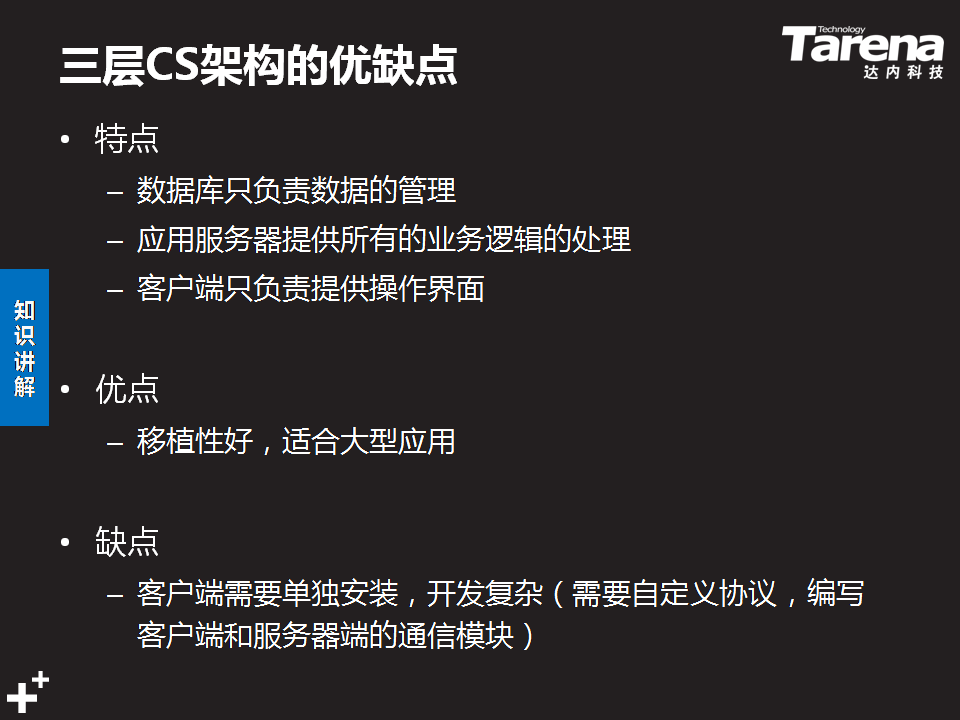 三层CS架构的优缺点
Technology
Tarena
达内科技
• 特点
– 数据库只负责数据的管理
– 应用服务器提供所有的业务逻辑的处理
– 客户端只负责提供操作界面
知识讲解
• 优点
– 移植性好，适合大型应用
• 缺点
– 客户端需要单独安装，开发复杂（需要自定义协议，编写
客户端和服务器端的通信模块）